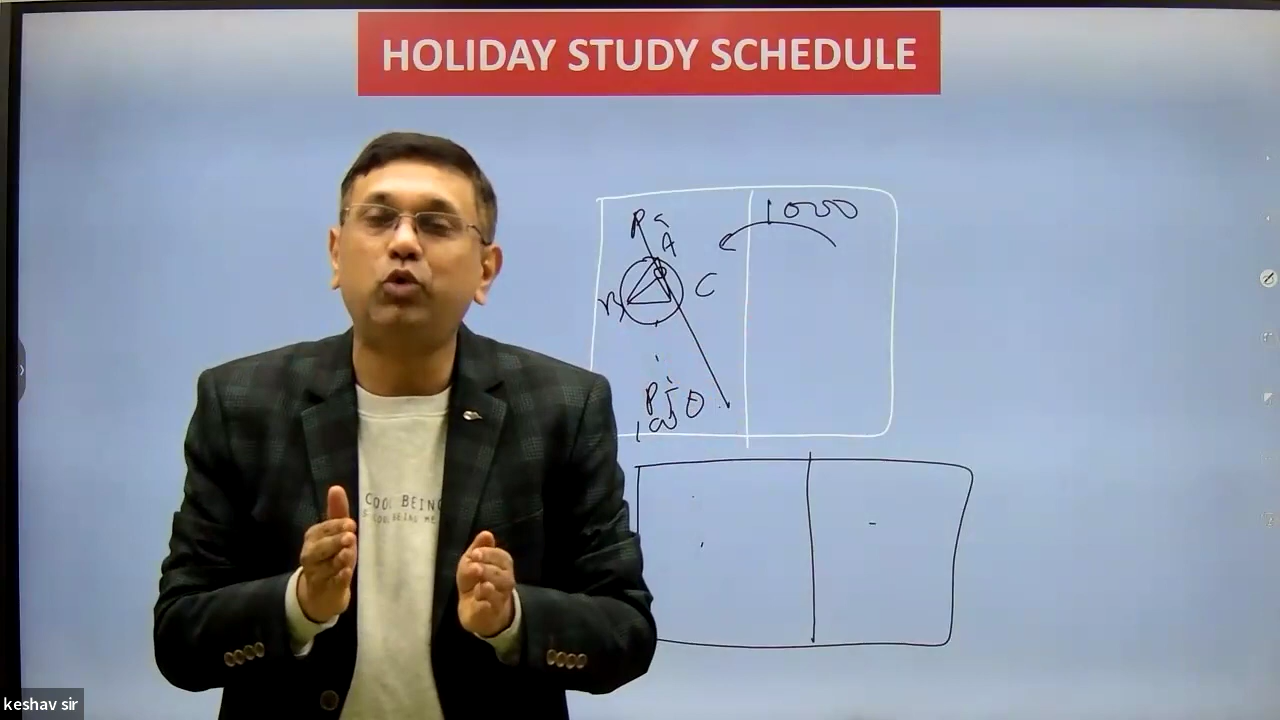 HOLIDAY STUDY SCHEDULE
1000
A
C
COOL BEING
keshav sir